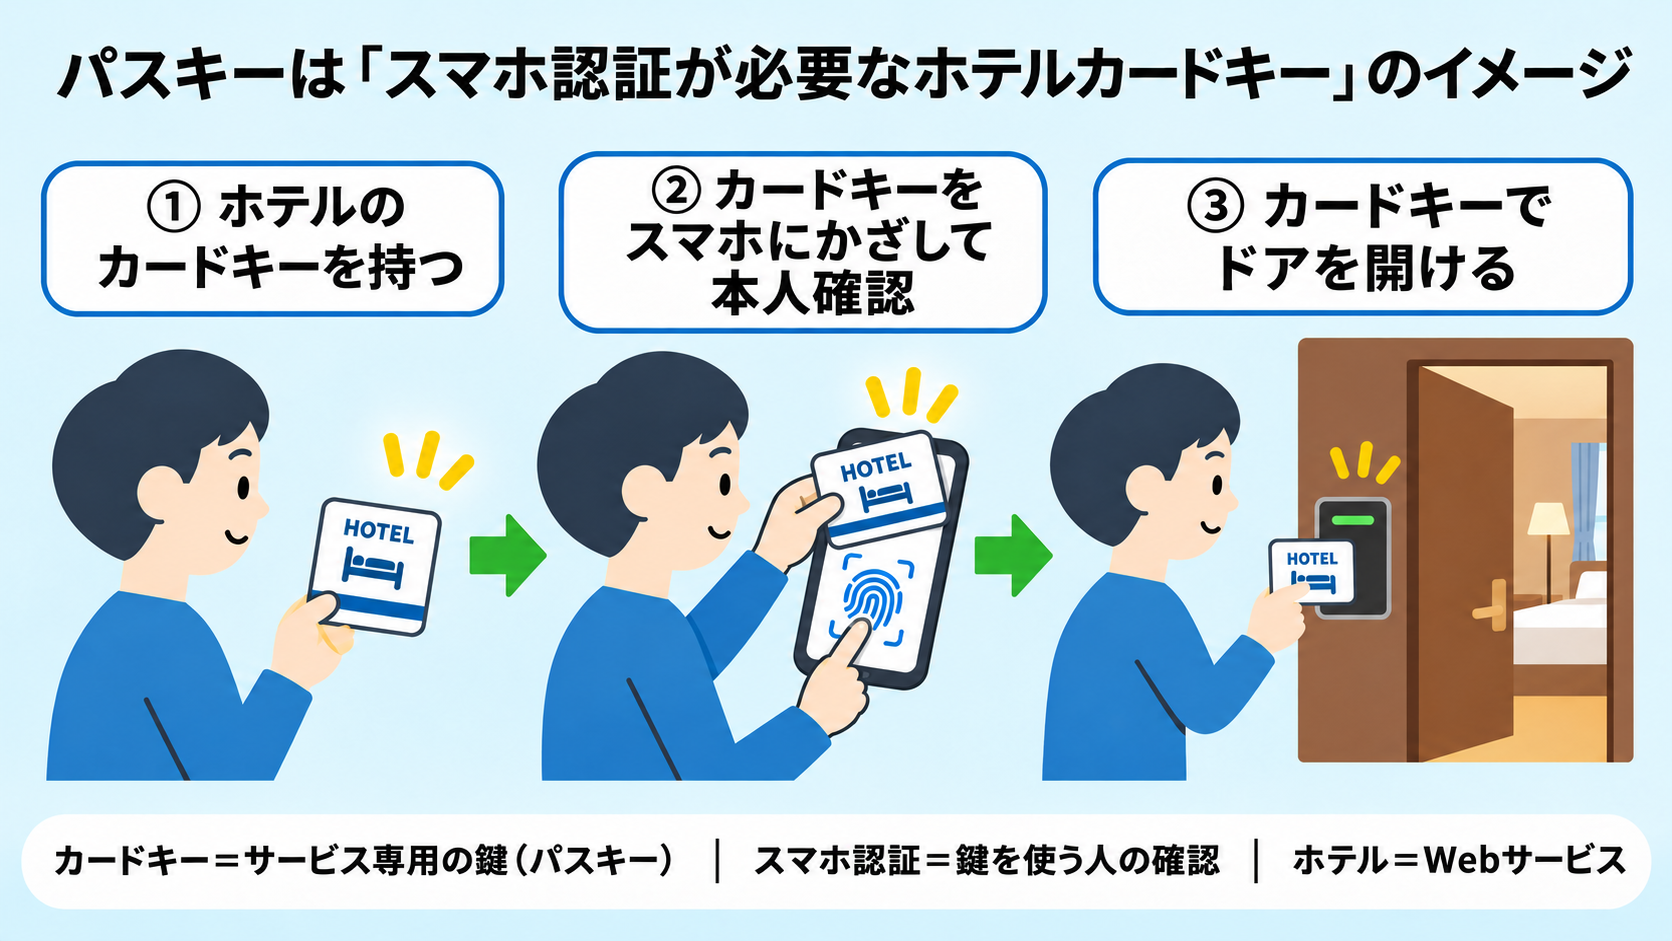 パスキーは「スマホ認証が必要なホテルカードキー」のイメージ
① ホテルの
カードキーを持つ
② カードキーを
スマホにかざして
本人確認
③ カードキーで
ドアを開ける
HOTEL
HOTEL
HOTEL
カードキー＝サービス専用の鍵（パスキー）｜スマホ認証＝鍵を使う人の確認｜ホテル＝Webサービス